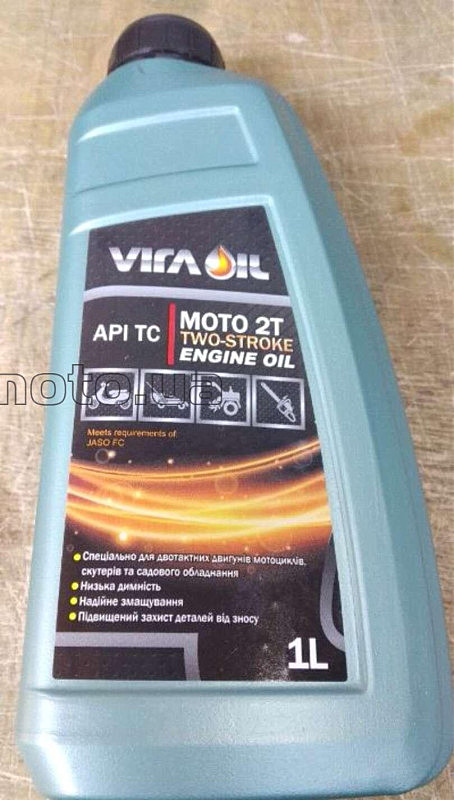 VIRA OIL
API TC
MOTO 2T
TWO-STROKE
ENGINE OIL
moto.ua
Meets requirements of:
JASO FC
Спеціально для двотактних двигунів мотоциклів,
скутерів та садового обладнання
Низька димність
Надійне змащування
Підвищений захист деталей від зносу
1L